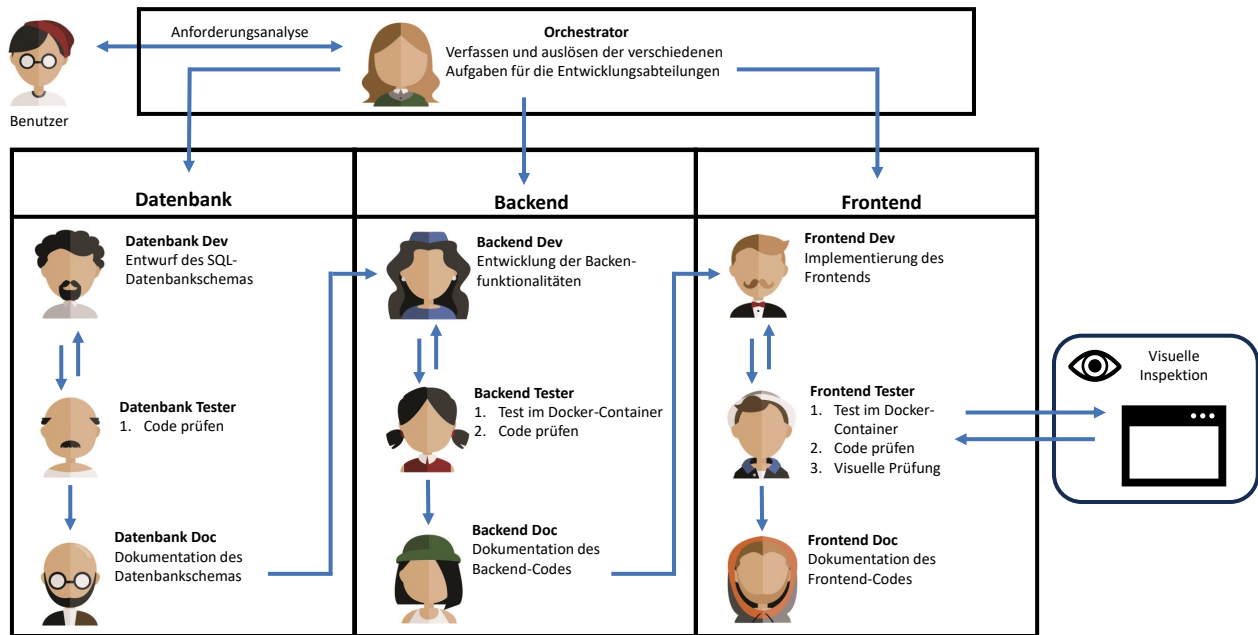 Anforderungsanalyse
Orchestrator
Verfassen und auslösen der verschiedenen
Aufgaben für die Entwicklungsabteilungen
Benutzer
Datenbank
Backend
Frontend
Datenbank Dev
Entwurf des SQL-
Datenbankschemas
Backend Dev
Entwicklung der Backen-
funktionalitäten
Frontend Dev
Implementierung des
Frontends
Datenbank Tester
1. Code prüfen
Backend Tester
1. Test im Docker-Container
2. Code prüfen
Frontend Tester
1. Test im Docker-
Container
2. Code prüfen
3. Visuelle Prüfung
Visuelle
Inspektion
Datenbank Doc
Dokumentation des
Datenbankschemas
Backend Doc
Dokumentation des
Backend-Codes
Frontend Doc
Dokumentation des
Frontend-Codes